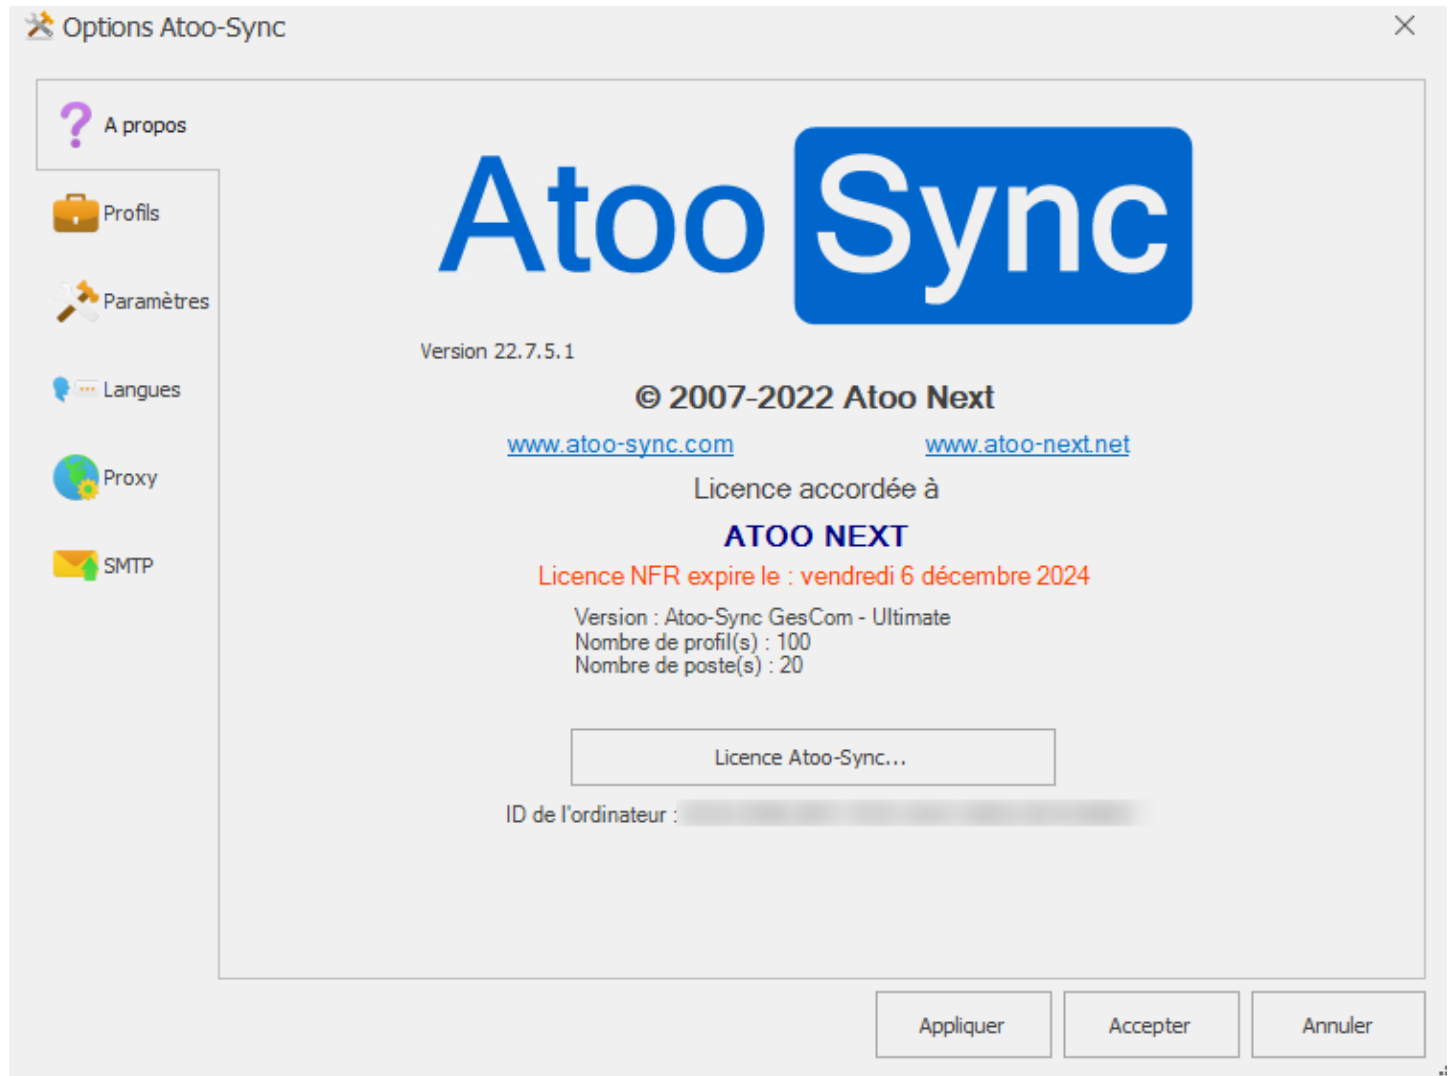 Options Atoo-Sync
A propos
Profils
Paramètres
Langues
Proxy
SMTP
Atoo Sync
Version 22.7.5.1
© 2007-2022 Atoo Next
www.atoo-sync.com www.atoo-next.net
Licence accordée à
ATOO NEXT
Licence NFR expire le : vendredi 6 décembre 2024
Version : Atoo-Sync GesCom - Ultimate
Nombre de profil(s) : 100
Nombre de poste(s) : 20
Licence Atoo-Sync...
ID de l'ordinateur :
Appliquer Accepter Annuler